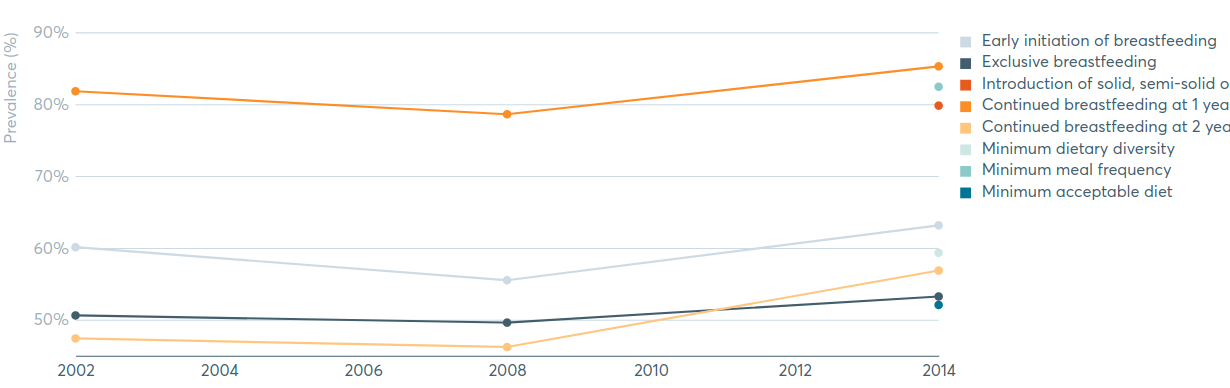 Prevalence (%)
90%
80%
70%
60%
50%
2002 2004 2006 2008 2010 2012 2014
Early initiation of breastfeeding
Exclusive breastfeeding
Introduction of solid, semi-solid o
Continued breastfeeding at 1 yea
Continued breastfeeding at 2 yea
Minimum dietary diversity
Minimum meal frequency
Minimum acceptable diet